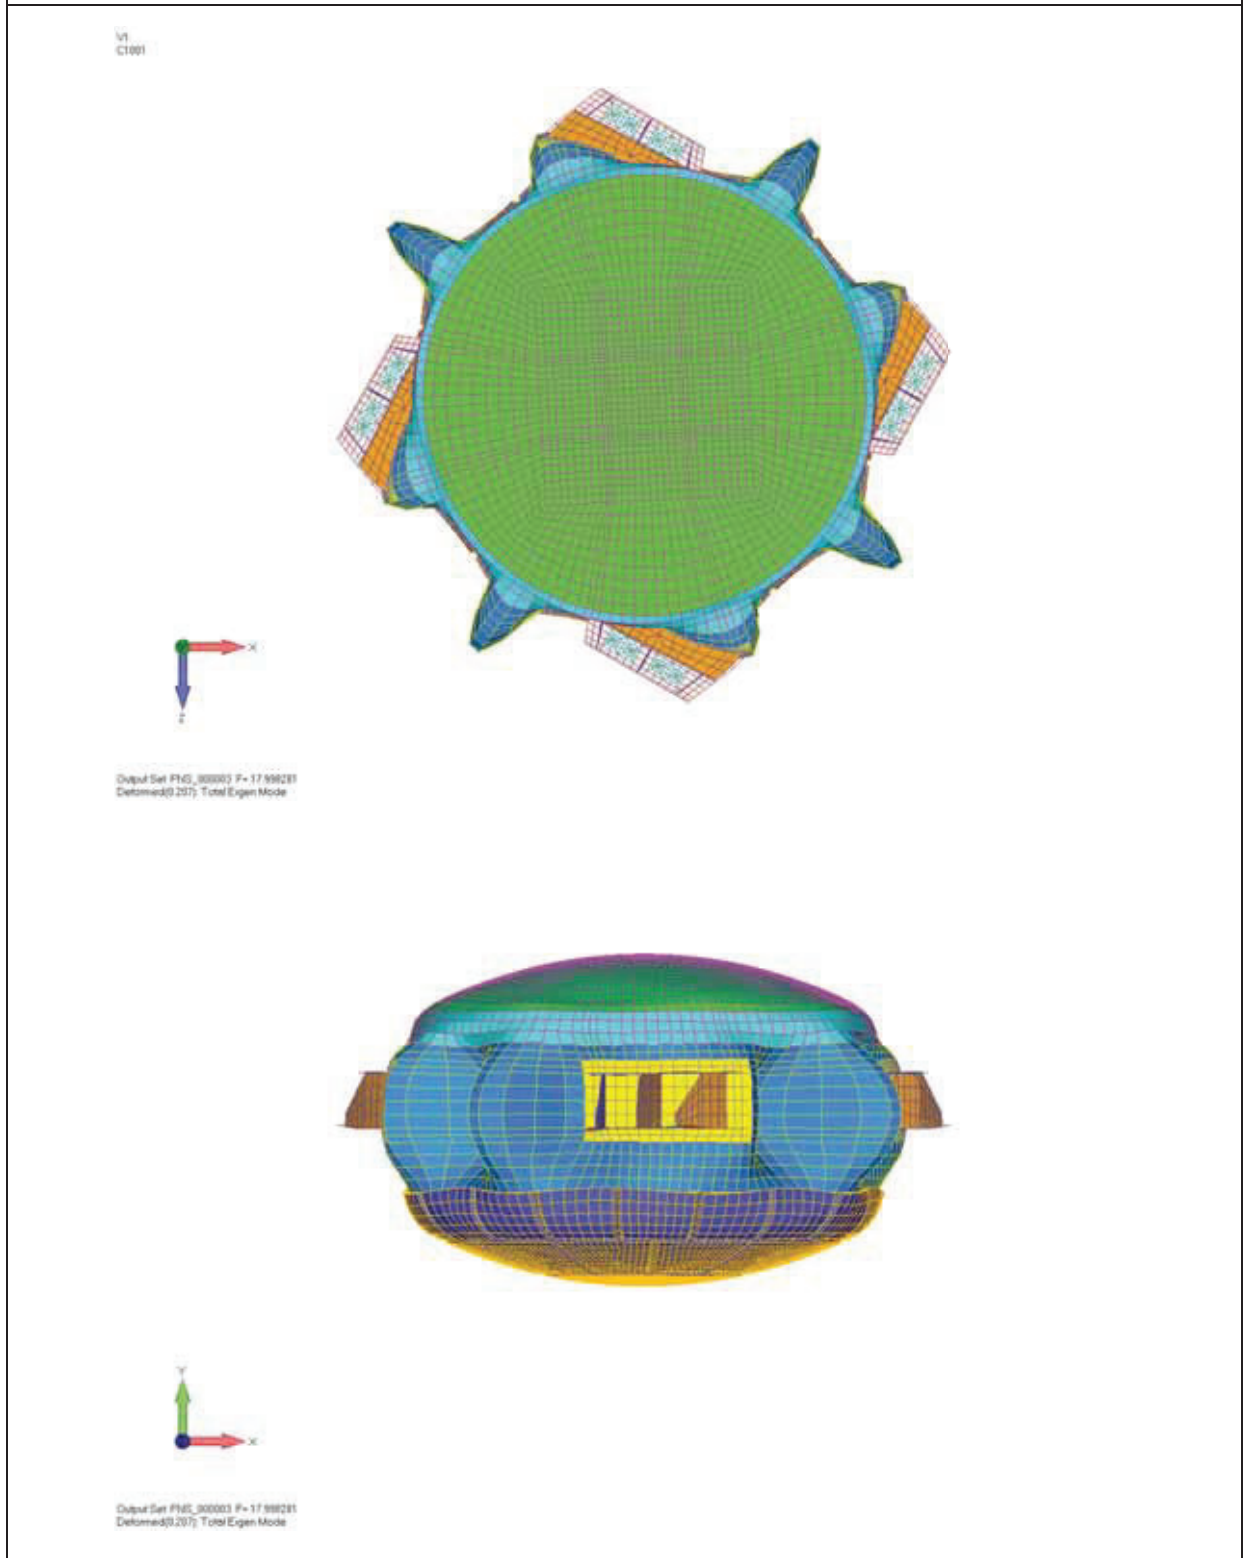 V1
C1001
X
Z
Output Set: PNS_000003 F= 17.998281
Deformed(0.207): Total Eigen Mode
Y
X
Output Set: PNS_000003 F= 17.998281
Deformed(0.207): Total Eigen Mode